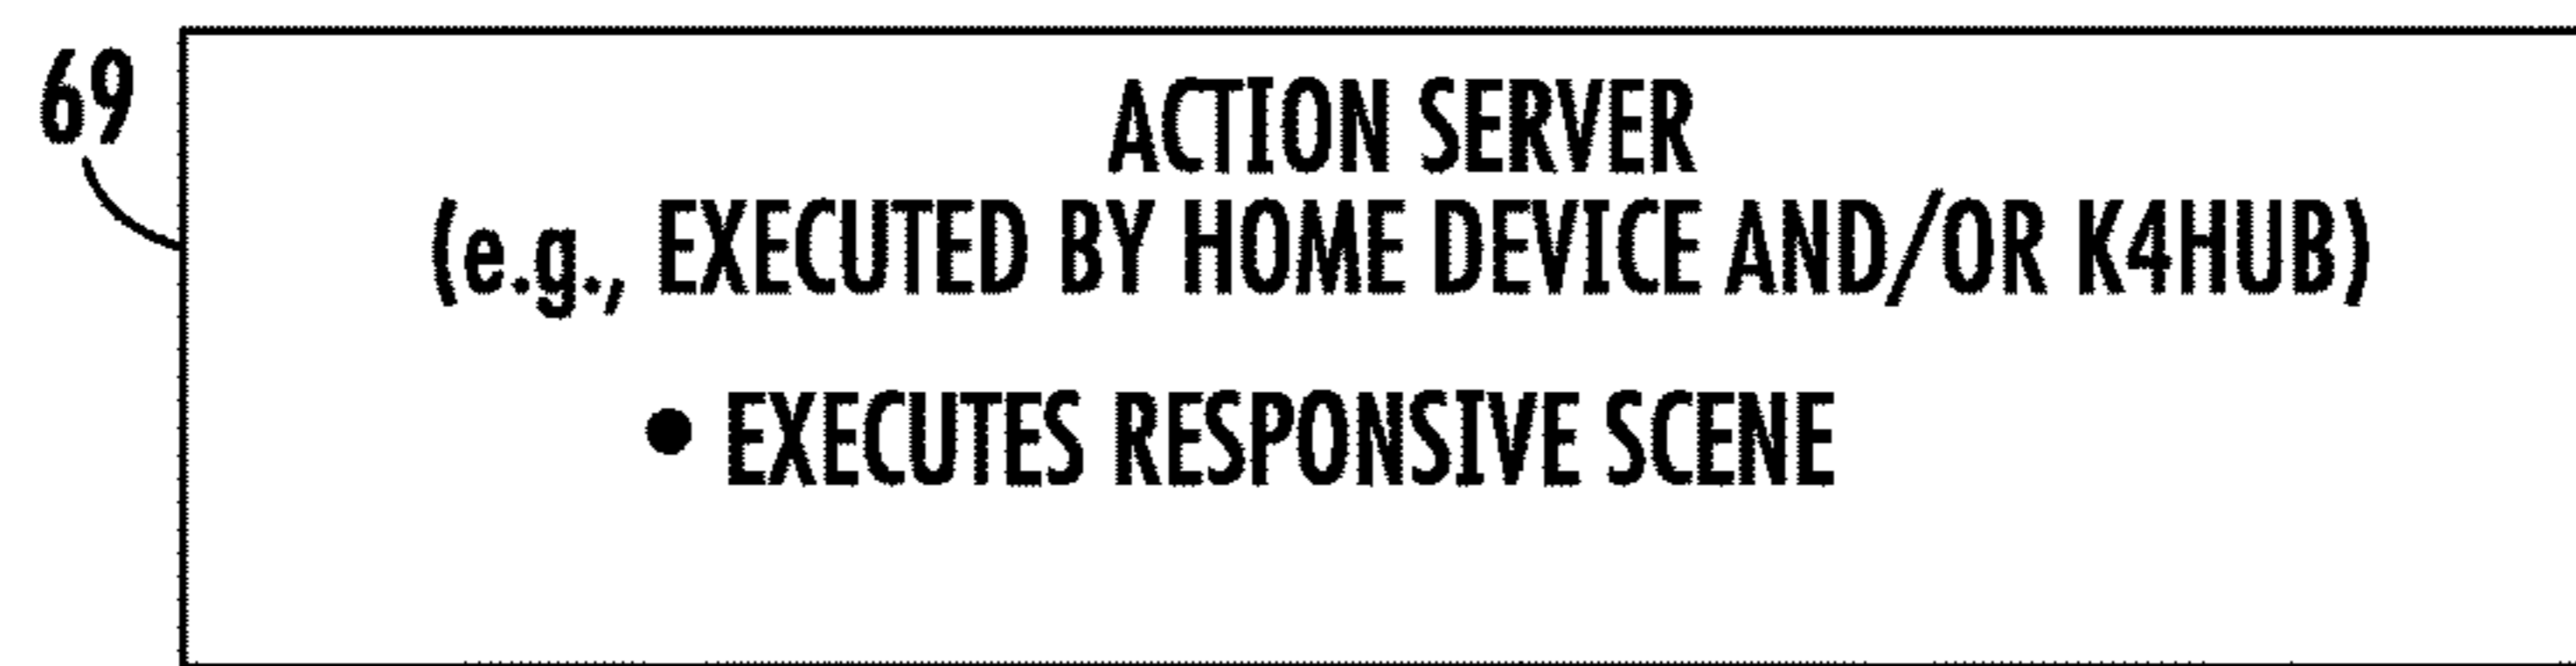 69
ACTION SERVER
(e.g., EXECUTED BY HOME DEVICE AND/OR K4HUB)
• EXECUTES RESPONSIVE SCENE